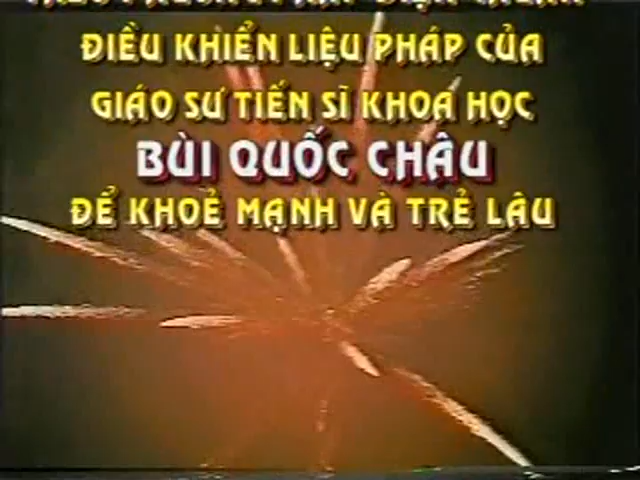 ĐIỀU KHIỂN LIỆU PHÁP CỦA
GIÁO SƯ TIẾN SĨ KHOA HỌC
BÙI QUỐC CHÂU
ĐỂ KHOẺ MẠNH VÀ TRẺ LÂU